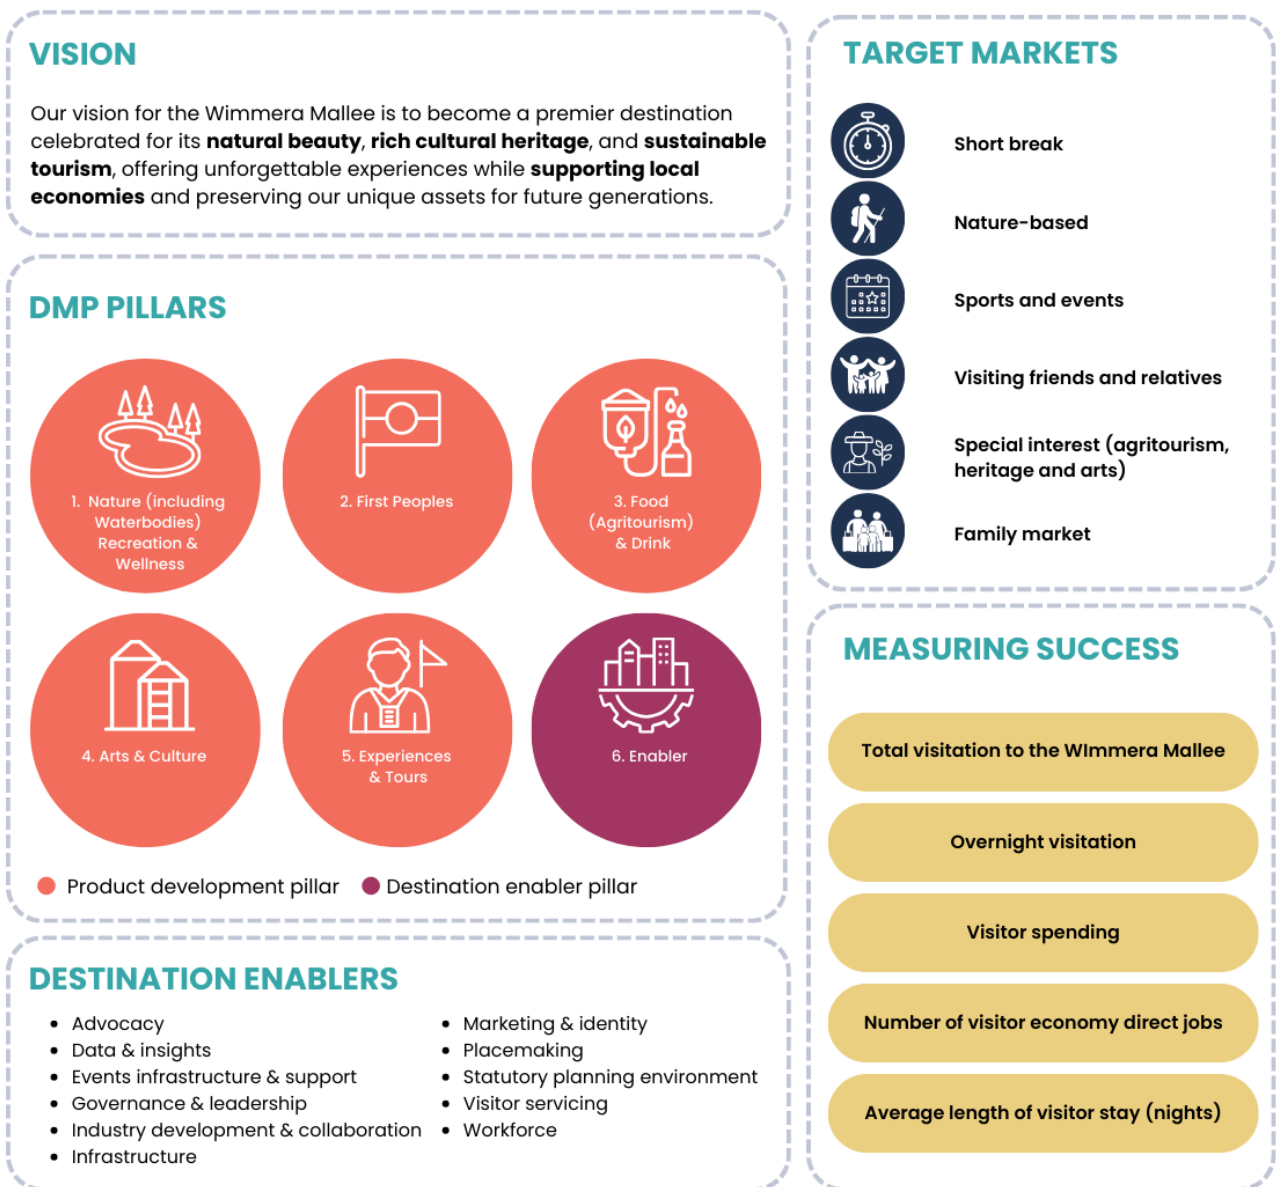 VISION
Our vision for the Wimmera Mallee is to become a premier destination
celebrated for its natural beauty, rich cultural heritage, and sustainable
tourism, offering unforgettable experiences while supporting local
economies and preserving our unique assets for future generations.
DMP PILLARS
1. Nature (including
Waterbodies)
Recreation &
Wellness
2. First Peoples
3. Food
(Agritourism)
& Drink
4. Arts & Culture
5. Experiences
& Tours
6. Enabler
Product development pillar
Destination enabler pillar
DESTINATION ENABLERS
• Advocacy
• Data & insights
• Events infrastructure & support
• Governance & leadership
• Industry development & collaboration
• Infrastructure
• Marketing & identity
• Placemaking
• Statutory planning environment
• Visitor servicing
• Workforce
TARGET MARKETS
Short break
Nature-based
Sports and events
Visiting friends and relatives
Special interest (agritourism,
heritage and arts)
Family market
MEASURING SUCCESS
Total visitation to the WImmera Mallee
Overnight visitation
Visitor spending
Number of visitor economy direct jobs
Average length of visitor stay (nights)